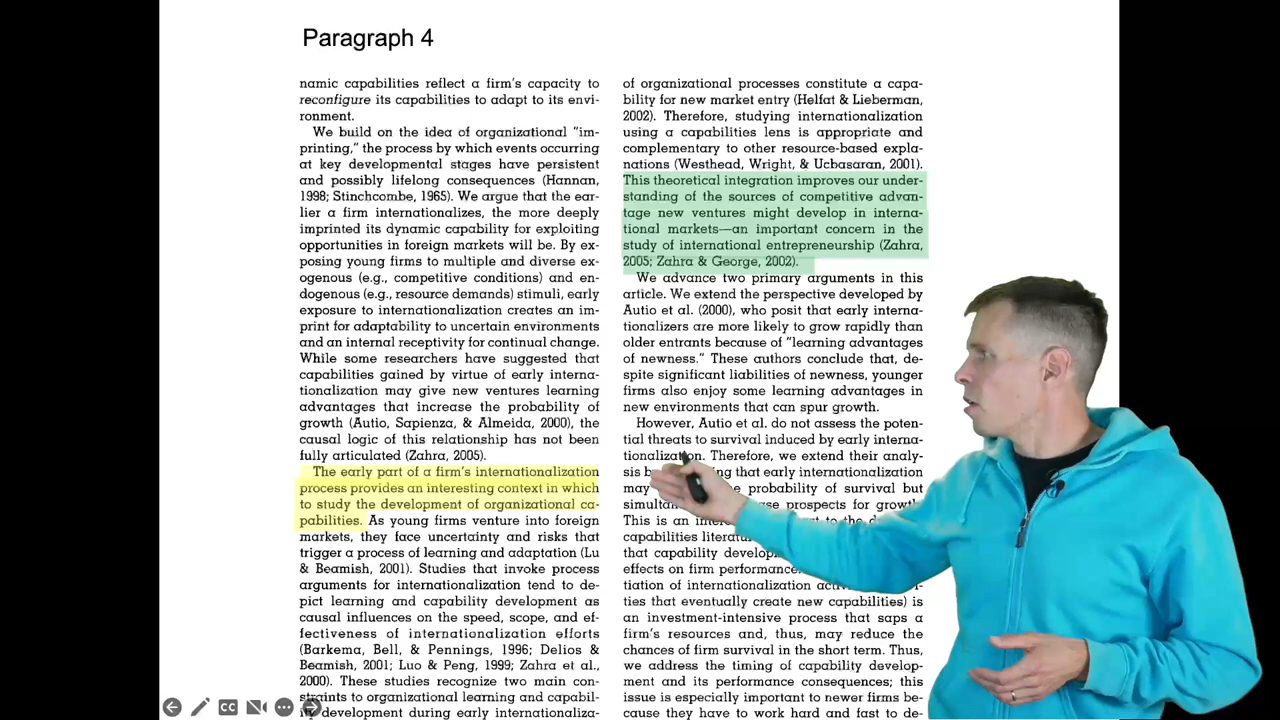 Paragraph 4
namic capabilities reflect a firm's capacity to
reconfigure its capabilities to adapt to its envi-
ronment.
We build on the idea of organizational "im-
printing," the process by which events occurring
at key developmental stages have persistent
and possibly lifelong consequences (Hannan,
1998; Stinchcombe, 1965). We argue that the ear-
lier a firm internationalizes, the more deeply
imprinted its dynamic capability for exploiting
opportunities in foreign markets will be. By ex-
posing young firms to multiple and diverse ex-
ogenous (e.g., competitive conditions) and en-
dogenous (e.g., resource demands) stimuli, early
exposure to internationalization creates an im-
print for adaptability to uncertain environments
and an internal receptivity for continual change.
While some researchers have suggested that
capabilities gained by virtue of early interna-
tionalization may give new ventures learning
advantages that increase the probability of
growth (Autio, Sapienza, & Almeida, 2000), the
causal logic of this relationship has not been
fully articulated (Zahra, 2005).
The early part of a firm's internationalization
process provides an interesting context in which
to study the development of organizational ca-
pabilities. As young firms venture into foreign
markets, they face uncertainty and risks that
trigger a process of learning and adaptation (Lu
& Beamish, 2001). Studies that invoke process
arguments for internationalization tend to de-
pict learning and capability development as
causal influences on the speed, scope, and ef-
fectiveness of internationalization efforts
(Barkema, Bell, & Pennings, 1996; Delios &
Beamish, 2001; Luo & Peng, 1999; Zahra et al.,
2000). These studies recognize two main con-
straints to organizational learning and capabil-
ity development during early internationaliza-
of organizational processes constitute a capa-
bility for new market entry (Helfat & Lieberman,
2002). Therefore, studying internationalization
using a capabilities lens is appropriate and
complementary to other resource-based expla-
nations (Westhead, Wright, & Ucbasaran, 2001).
This theoretical integration improves our under-
standing of the sources of competitive advan-
tage new ventures might develop in interna-
tional markets—an important concern in the
study of international entrepreneurship (Zahra,
2005; Zahra & George, 2002).
We advance two primary arguments in this
article. We extend the perspective developed by
Autio et al. (2000), who posit that early interna-
tionalizers are more likely to grow rapidly than
older entrants because of "learning advantages
of newness." These authors conclude that, de-
spite significant liabilities of newness, younger
firms also enjoy some learning advantages in
new environments that can spur growth.
However, Autio et al. do not assess the poten-
tial threats to survival induced by early interna-
tionalization. Therefore, we extend their analy-
sis that early internationalization
may probability of survival but
prospects for growth
This is an to the
capabilities
that capability
effects on firm performance.
tiation of internationalization
ties that eventually create new capabilities) is
an investment-intensive process that saps a
firm's resources and, thus, may reduce the
chances of firm survival in the short term. Thus,
we address the timing of capability develop-
ment and its performance consequences; this
issue is especially important to newer firms be-
cause they have to work hard and fast to de-
CC